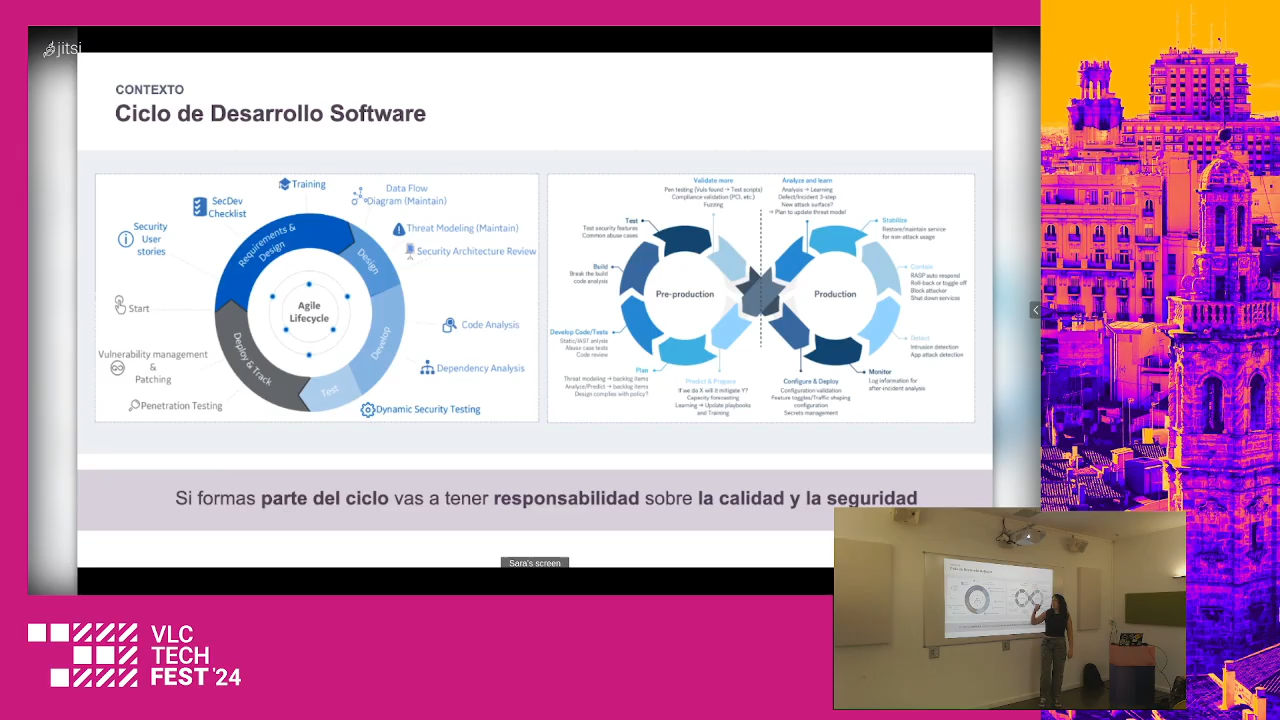 jitsi
CONTEXTO
Ciclo de Desarrollo Software
Training
SecDev
Checklist
Security
User
stories
Start
Vulnerability management
&
Patching
Penetration Testing
Data Flow
Diagram (Maintain)
Threat Modeling (Maintain)
Security Architecture Review
Code Analysis
Dependency Analysis
Dynamic Security Testing
Requirements &
Design
Design
Develop
Test
Deploy & Track
Agile
Lifecycle
Validate more
Pen testing (Vuls found → Test scripts)
Compliance-validation (PCI, etc.)
Fuzzing
Test
Test security features
Common abuse cases
Build
Break the build
code analysis
Develop Code/Tests
Static/IAST anlysis
Abuse case tests
Code review
Plan
Threat modeling → backlog items
Analyze/Predict → backlog items
Design complies with policy?
Predict & Prepare
If we do X will it mitigate Y?
Capacity forecasting
Learning → Update playbooks
and Training
Pre-production
Production
Analyze and learn
Analysis → Learning
Defect/Incident 3-step
New attack surface?
→ Plan to update threat model
Stabilize
Restore/maintain service
for non-attack usage
Contain
RASP auto respond
Roll-back or toggle off
Block attacker
Shut down services
Detect
Intrusion detection
App attack detection
Monitor
Log information for
after-incident analysis
Configure & Deploy
Configuration validation
Feature toggles/Traffic shaping
configuration
Secrets management
Si formas parte del ciclo vas a tener responsabilidad sobre la calidad y la seguridad
Sara's screen
VLC
TECH
FEST '24